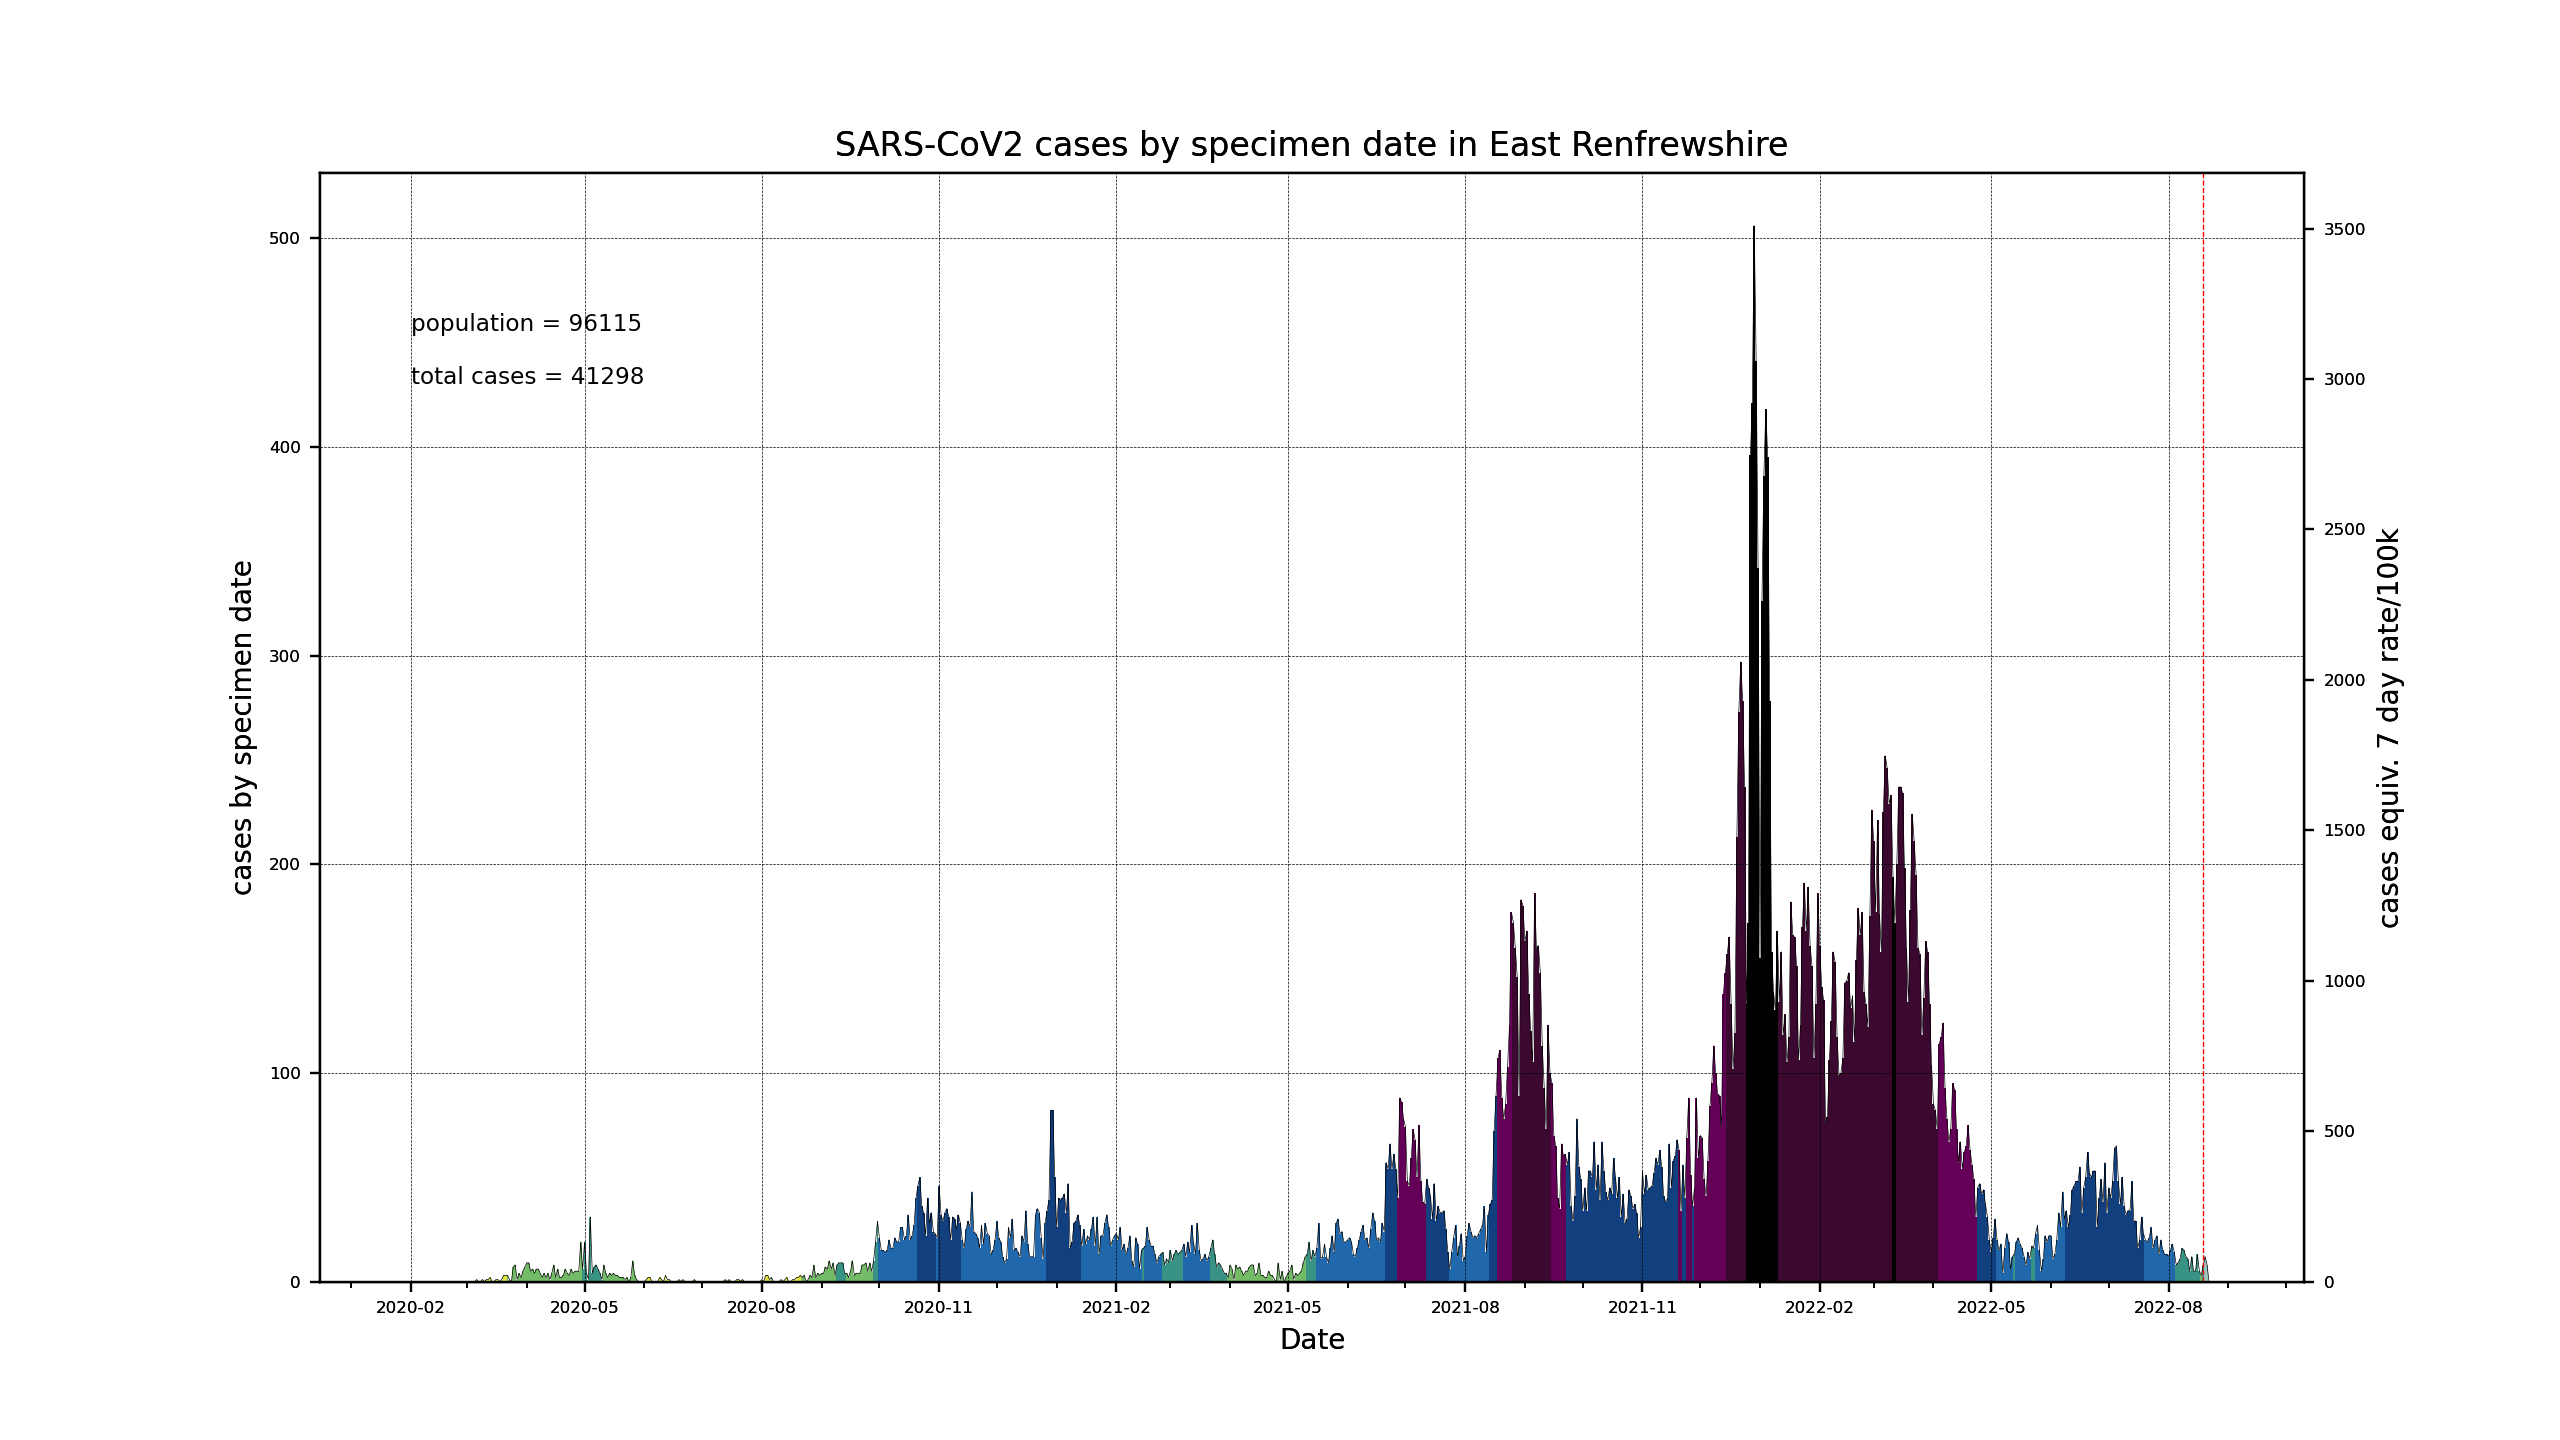 SARS-CoV2 cases by specimen date in East Renfrewshire
population = 96115
total cases = 41298
cases by specimen date
500
400
300
200
100
0
3500
3000
2500
2000
1500
1000
500
0
cases equiv. 7 day rate/100k
2020-02 2020-05 2020-08 2020-11 2021-02 2021-05 2021-08 2021-11 2022-02 2022-05 2022-08
Date